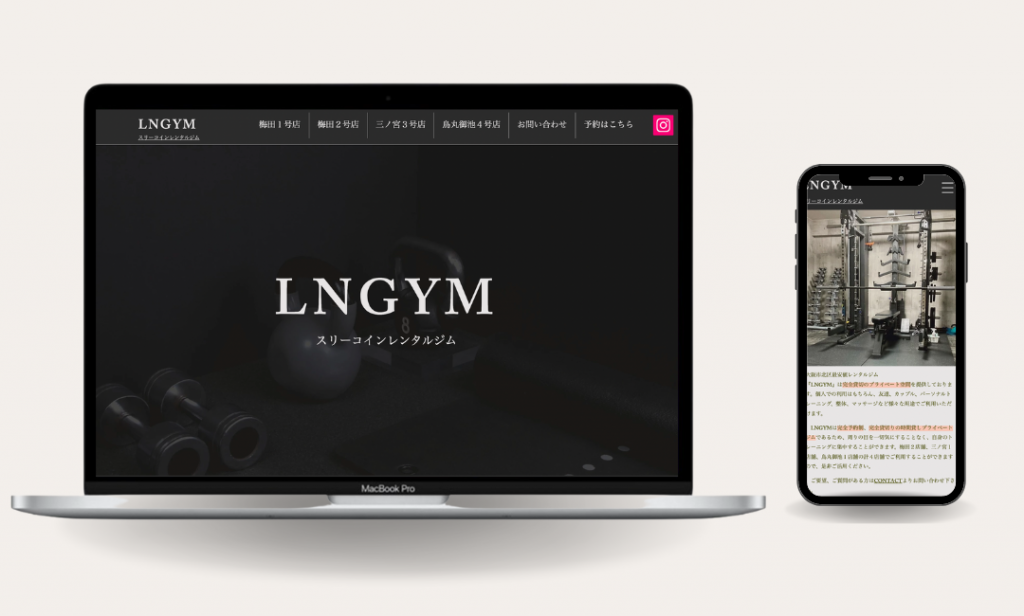 LNGYM
スリーコインレンタルジム
梅田１号店
梅田２号店
三ノ宮３号店
烏丸御池４号店
お問い合わせ
予約はこちら
LNGYM
スリーコインレンタルジム
8
MacBook Pro
NGYM
リーコインレンタルジム
大阪市北区最安値レンタルジム
『LNGYM』は完全貸切のプライベート空間を提供しておりま
す。個人での利用はもちろん、友達、カップル、パーソナルト
レーニング、整体、マッサージなど様々な用途でご利用いただ
けます。
LNGYMは完全予約制、完全貸切りの時間貸しプライベート
ジムであるため、周りの目を一切気にすることなく、自身のト
レーニングに集中することができます。梅田２店舗、三ノ宮１
店舗、烏丸御池１店舗の計４店舗でご利用することができます
ので、是非ご活用ください。
ご要望、ご質問がある方はCONTACTよりお問い合わせ下さ